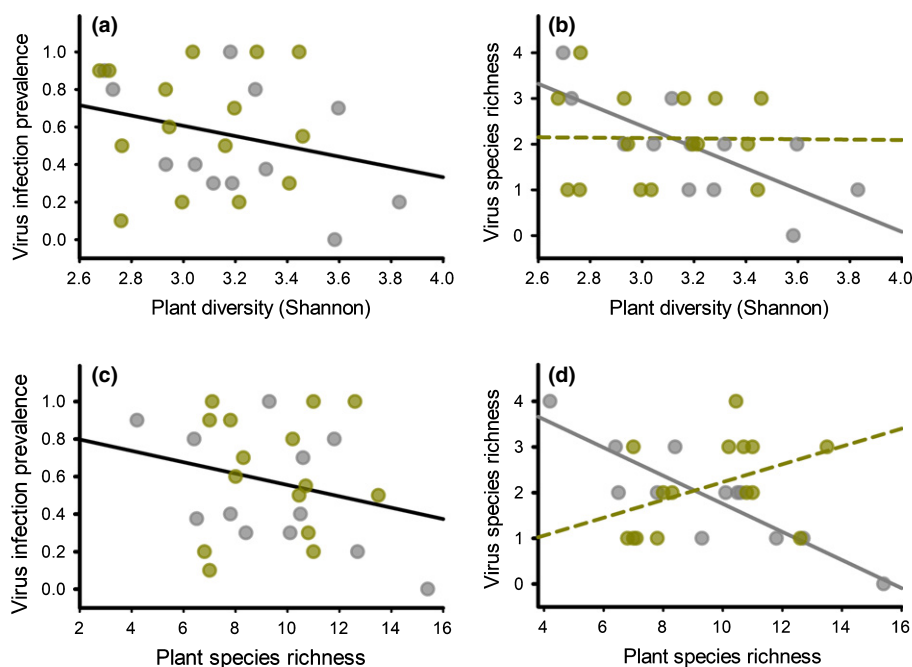 (a)
Virus infection prevalence
1.0
0.8
0.6
0.4
0.2
0.0
2.6 2.8 3.0 3.2 3.4 3.6 3.8 4.0
Plant diversity (Shannon)
(b)
Virus species richness
4
3
2
1
0
2.6 2.8 3.0 3.2 3.4 3.6 3.8 4.0
Plant diversity (Shannon)
(c)
Virus infection prevalence
1.0
0.8
0.6
0.4
0.2
0.0
2 4 6 8 10 12 14 16
Plant species richness
(d)
Virus species richness
4
3
2
1
0
4 6 8 10 12 14 16
Plant species richness